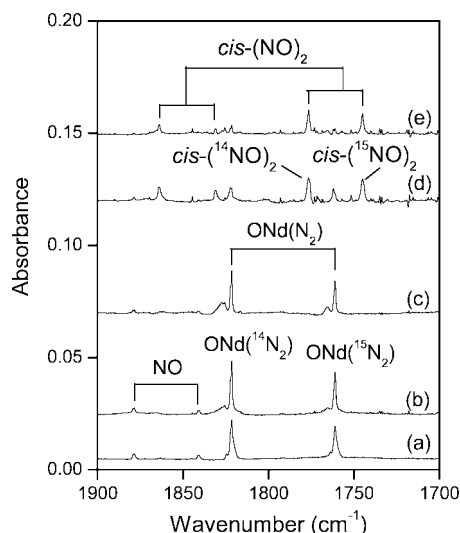 0.20
cis-(NO)₂
(e)
0.15
cis-(¹⁴NO)₂
cis-(¹⁵NO)₂
(d)
Absorbance
0.10
ONd(N₂)
(c)
ONd(¹⁴N₂)
ONd(¹⁵N₂)
0.05
NO
(b)
(a)
0.00
1900 1850 1800 1750 1700
Wavenumber (cm⁻¹)